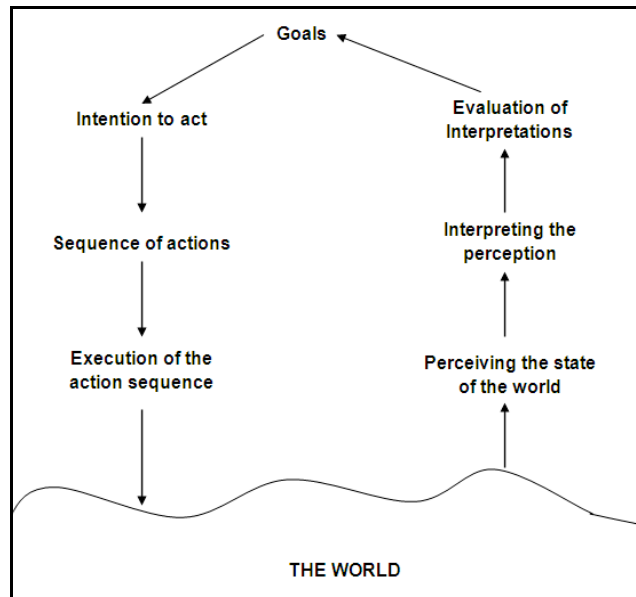 Goals
Intention to act
Sequence of actions
Execution of the
action sequence
Evaluation of
Interpretations
Interpreting the
perception
Perceiving the state
of the world
THE WORLD